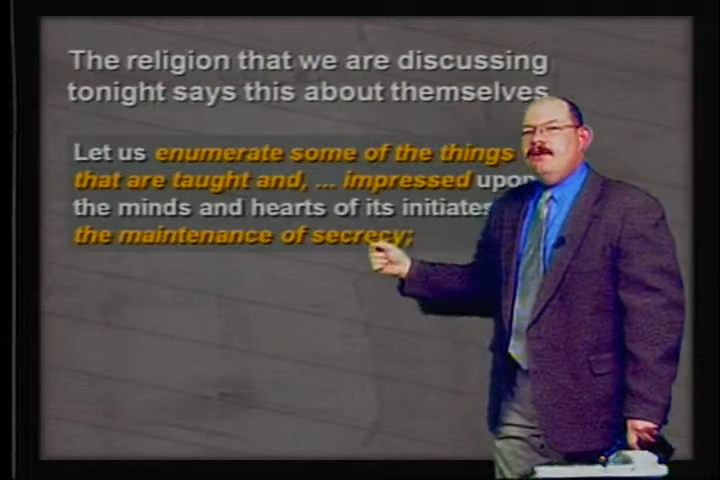 The religion that we are discussing
tonight says this about themselves
Let us enumerate some of the things
that are taught and, ... impressed upon
the minds and hearts of its initiates
the maintenance of secrecy;